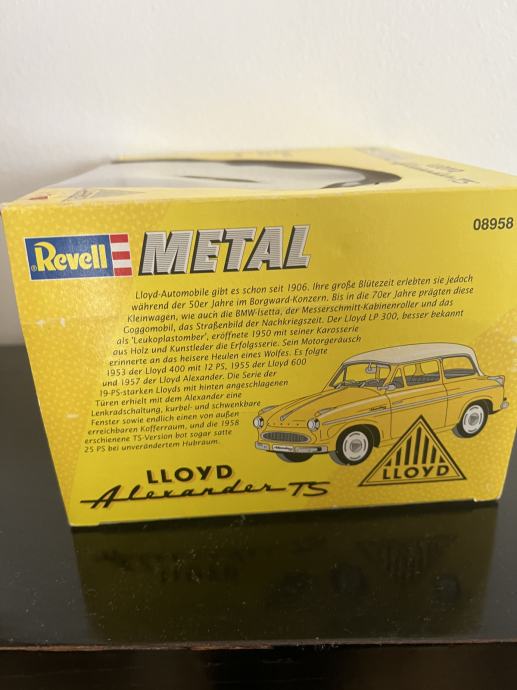 08958
Revell METAL
Lloyd-Automobile gibt es schon seit 1906. Ihre große Blütezeit erlebten sie jedoch
während der 50er Jahre im Borgward-Konzern. Bis in die 70er Jahre prägten diese
Kleinwagen, wie auch die BMW-Isetta, der Messerschmitt-Kabinenroller und das
Goggomobil, das Straßenbild der Nachkriegszeit. Der Lloyd LP 300, besser bekannt
als 'Leukoplastomber', eröffnete 1950 mit seiner Karosserie
aus Holz und Kunstleder die Erfolgsserie. Sein Motorgeräusch
erinnerte an das heisere Heulen eines Wolfes. Es folgte
1953 der Lloyd 400 mit 12 PS, 1955 der Lloyd 600
und 1957 der Lloyd Alexander. Die Serie der
19-PS-starken Lloyds mit hinten angeschlagenen
Türen erhielt mit dem Alexander eine
Lenkradschaltung, kurbel- und schwenkbare
Fenster sowie endlich einen von außen
erreichbaren Kofferraum, und die 1958
erschienene TS-Version bot sogar satte
25 PS bei unverändertem Hubraum.
LLOYD
LLOYD
Alexander TS